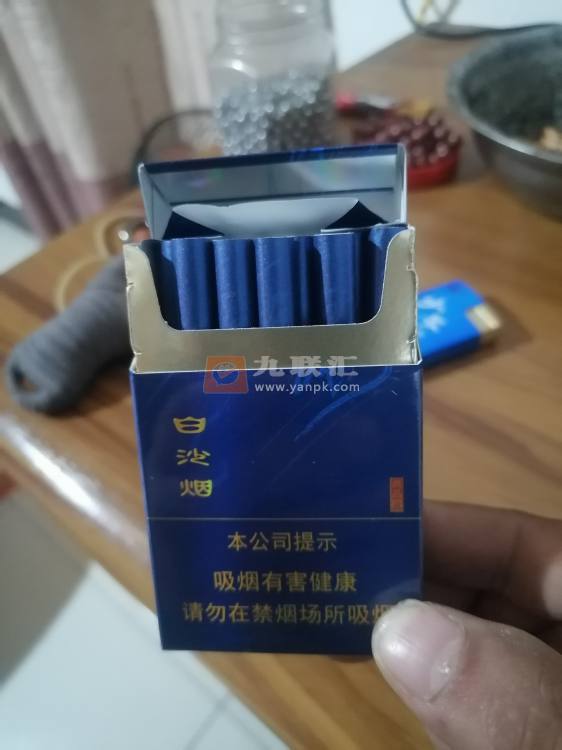 九联汇
www.yanpk.com
白
沙
烟
本公司提示
吸烟有害健康
请勿在禁烟场所吸烟